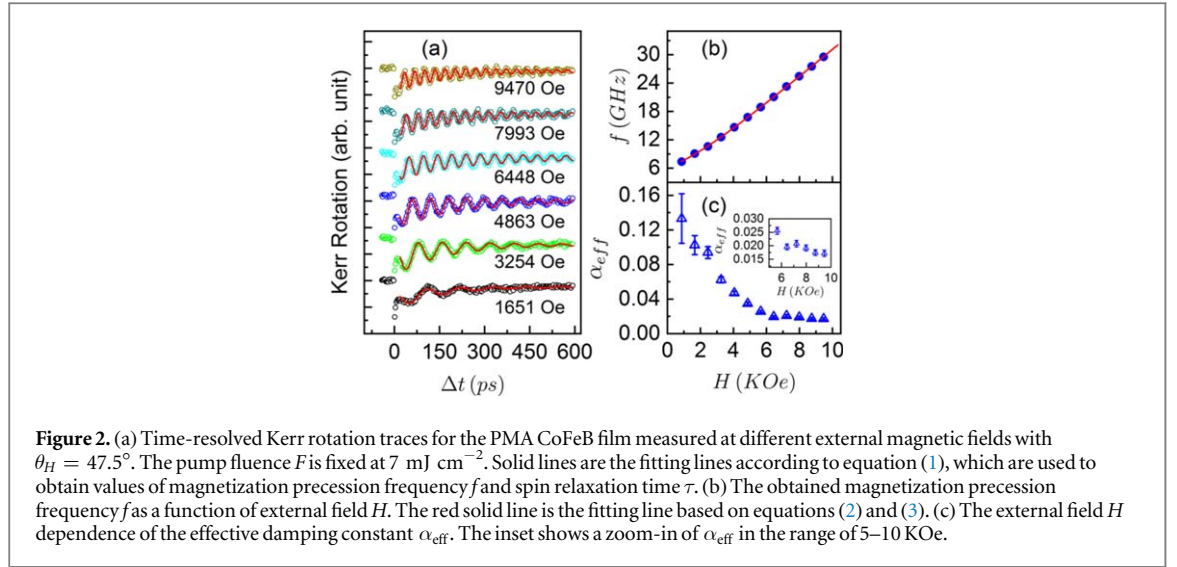 (a)
9470 Oe
7993 Oe
6448 Oe
4863 Oe
3254 Oe
1651 Oe
Kerr Rotation (arb. unit)
0 150 300 450 600
Δt (ps)
(b)
30
24
18
12
6
f (GHz)
(c)
0.16
0.12
0.08
0.04
0.00
α_eff
0.030
0.025
0.020
0.015
α_eff
6 8 10
H (KOe)
0 2 4 6 8 10
H (KOe)
Figure 2. (a) Time-resolved Kerr rotation traces for the PMA CoFeB film measured at different external magnetic fields with
θ_H = 47.5°. The pump fluence F is fixed at 7 mJ cm⁻². Solid lines are the fitting lines according to equation (1), which are used to
obtain values of magnetization precession frequency f and spin relaxation time τ. (b) The obtained magnetization precession
frequency f as a function of external field H. The red solid line is the fitting line based on equations (2) and (3). (c) The external field H
dependence of the effective damping constant α_eff. The inset shows a zoom-in of α_eff in the range of 5–10 KOe.